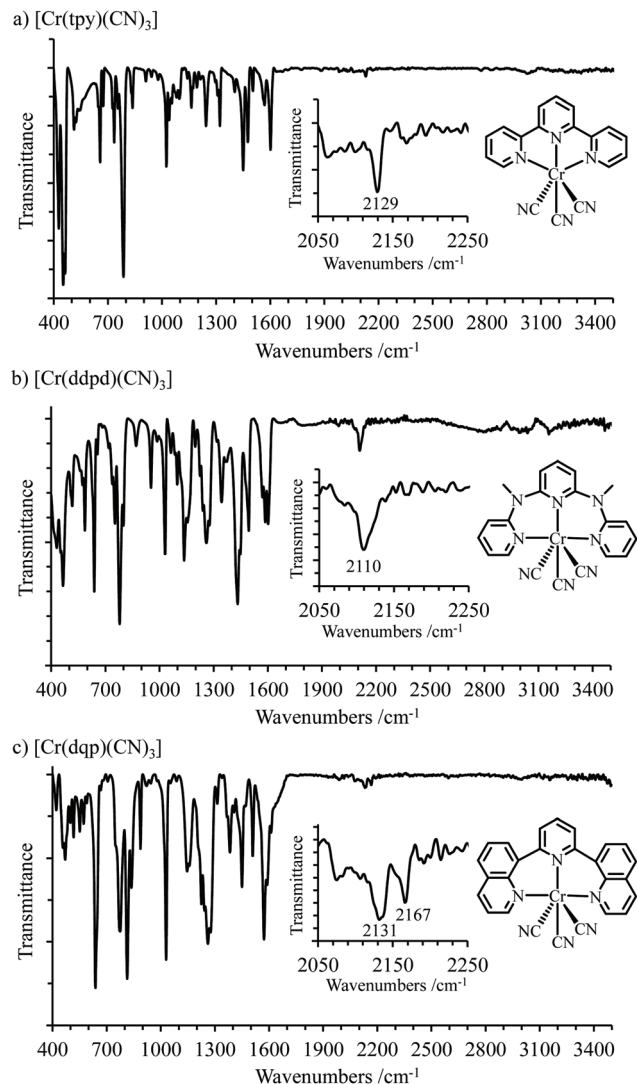 a) [Cr(tpy)(CN)₃]
Transmittance
Transmittance
2129
2050 2150 2250
Wavenumbers /cm⁻¹
N
N
N
Cr
NC
CN
CN
400 700 1000 1300 1600 1900 2200 2500 2800 3100 3400
Wavenumbers /cm⁻¹
b) [Cr(ddpd)(CN)₃]
Transmittance
Transmittance
2110
2050 2150 2250
Wavenumbers /cm⁻¹
N
N
N
N
N
Cr
NC
CN
CN
400 700 1000 1300 1600 1900 2200 2500 2800 3100 3400
Wavenumbers /cm⁻¹
c) [Cr(dqp)(CN)₃]
Transmittance
Transmittance
2167
2131
2050 2150 2250
Wavenumbers /cm⁻¹
N
N
N
Cr
NC
CN
CN
400 700 1000 1300 1600 1900 2200 2500 2800 3100 3400
Wavenumbers /cm⁻¹